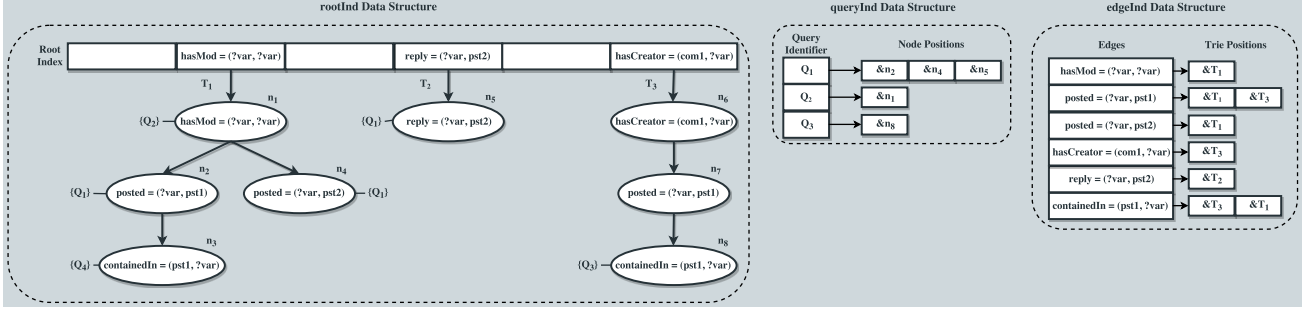 rootInd Data Structure
queryInd Data Structure
edgeInd Data Structure
Root Index
hasMod = (?var, ?var)
reply = (?var, pst2)
hasCreator = (com1, ?var)
T1
T2
T3
n1
{Q2}
hasMod = (?var, ?var)
n5
{Q1}
reply = (?var, pst2)
n6
hasCreator = (com1, ?var)
n2
{Q1}
posted = (?var, pst1)
n4
posted = (?var, pst2)
{Q1}
n7
posted = (?var, pst1)
n3
{Q4}
containedIn = (pst1, ?var)
n8
{Q3}
containedIn = (pst1, ?var)
Query
Identifier
Node Positions
Q1
&n2
&n4
&n5
Q2
&n1
Q3
&n8
Edges
Trie Positions
hasMod = (?var, ?var)
&T1
posted = (?var, pst1)
&T1
&T3
posted = (?var, pst2)
&T1
hasCreator = (com1, ?var)
&T3
reply = (?var, pst2)
&T2
containedIn = (pst1, ?var)
&T3
&T1